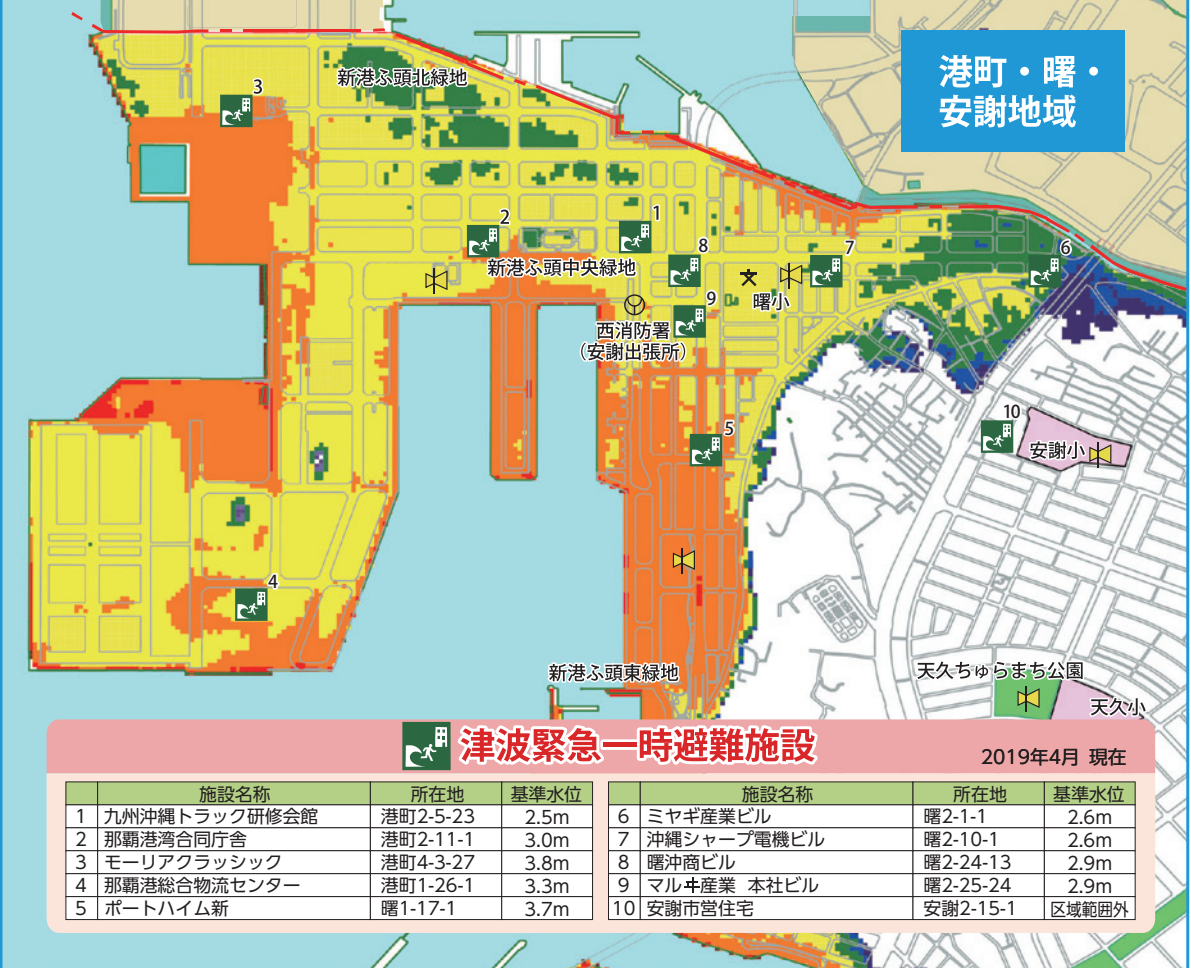 港町・曙・
安謝地域
3
新港ふ頭北緑地
1
2
8
7
6
新港ふ頭中央緑地
曙小
9
西消防署
（安謝出張所）
5
10
安謝小
4
新港ふ頭東緑地
天久ちゅらまち公園
天久小
津波緊急一時避難施設
2019年4月 現在
施設名称 所在地 基準水位
1 九州沖縄トラック研修会館 港町2-5-23 2.5m
2 那覇港湾合同庁舎 港町2-11-1 3.0m
3 モーリアクラッシック 港町4-3-27 3.8m
4 那覇港総合物流センター 港町1-26-1 3.3m
5 ポートハイム新 曙1-17-1 3.7m
施設名称 所在地 基準水位
6 ミヤギ産業ビル 曙2-1-1 2.6m
7 沖縄シャープ電機ビル 曙2-10-1 2.6m
8 曙沖商ビル 曙2-24-13 2.9m
9 マルキ産業 本社ビル 曙2-25-24 2.9m
10 安謝市営住宅 安謝2-15-1 区域範囲外